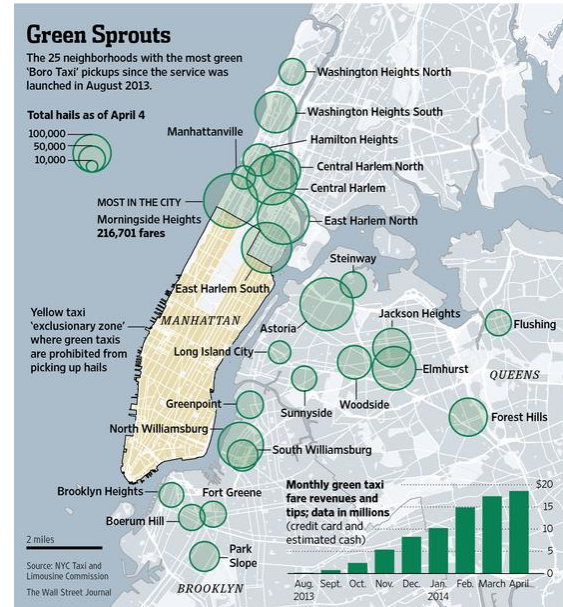 Green Sprouts
The 25 neighborhoods with the most green
'Boro Taxi' pickups since the service was
launched in August 2013.
Total hails as of April 4
100,000
50,000
10,000
Washington Heights North
Washington Heights South
Manhattanville
Hamilton Heights
Central Harlem North
Central Harlem
MOST IN THE CITY
Morningside Heights
216,701 fares
East Harlem North
Steinway
East Harlem South
Yellow taxi
'exclusionary zone'
where green taxis
are prohibited from
picking up hails
MANHATTAN
Astoria
Jackson Heights
Flushing
Long Island City
Elmhurst
QUEENS
Sunnyside
Woodside
Greenpoint
Forest Hills
North Williamsburg
South Williamsburg
Brooklyn Heights
Fort Greene
Boerum Hill
Park
Slope
BROOKLYN
2 miles
Source: NYC Taxi and
Limousine Commission
The Wall Street Journal
Monthly green taxi
fare revenues and
tips; data in millions
(credit card and
estimated cash)
$20
15
10
5
0
Aug. Sept. Oct. Nov. Dec. Jan. Feb. March April
2013 2014